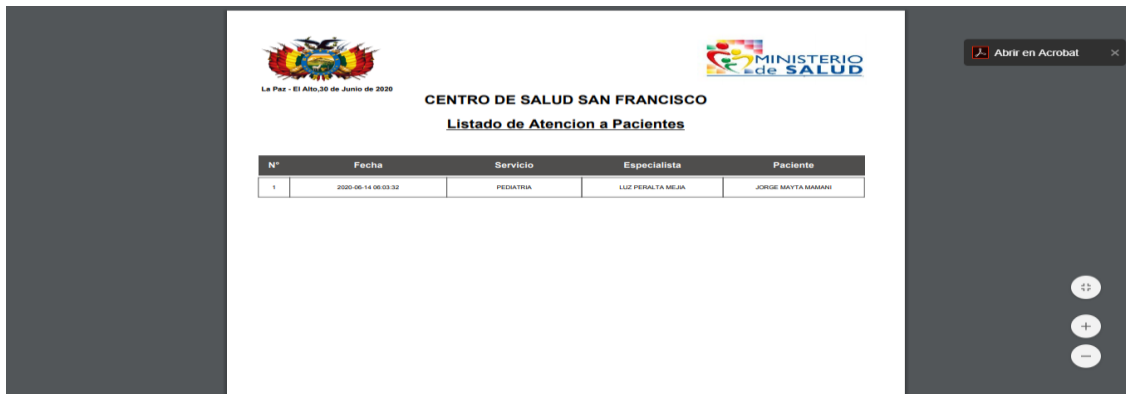 MINISTERIO
de SALUD
Abrir en Acrobat
La Paz - El Alto,30 de Junio de 2020
CENTRO DE SALUD SAN FRANCISCO
Listado de Atencion a Pacientes
N° Fecha Servicio Especialista Paciente
1 2020-06-14 06:03:32 PEDIATRIA LUZ PERALTA MEJIA JORGE MAYTA MAMANI